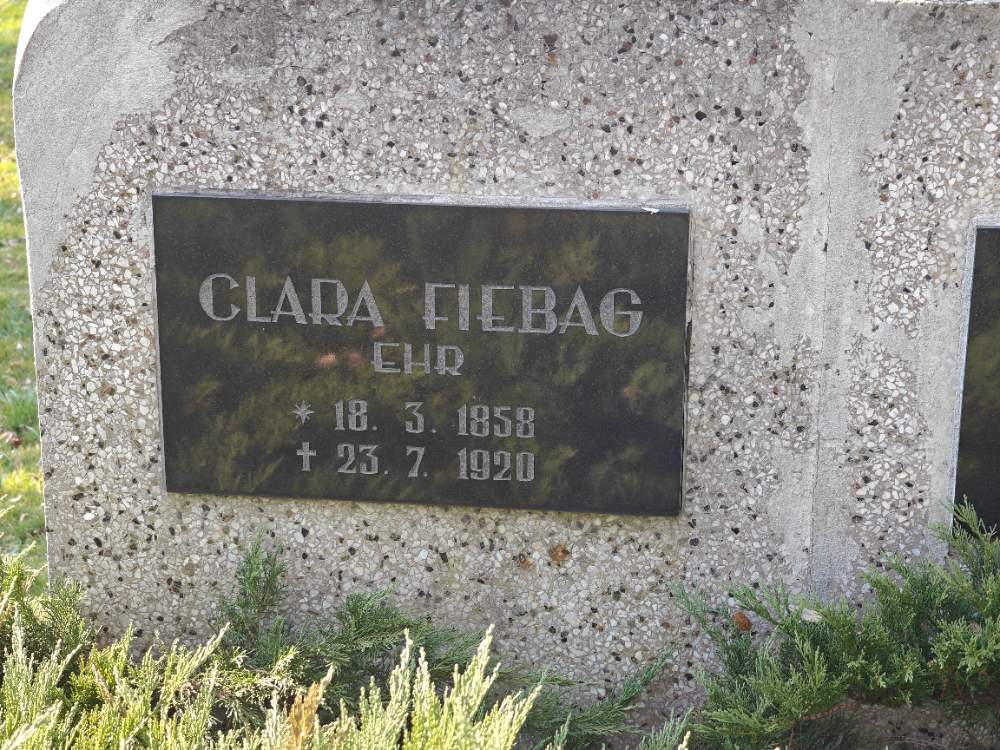 CLARA FIEBAG
EHR
* 18. 3. 1858
† 23. 7. 1920